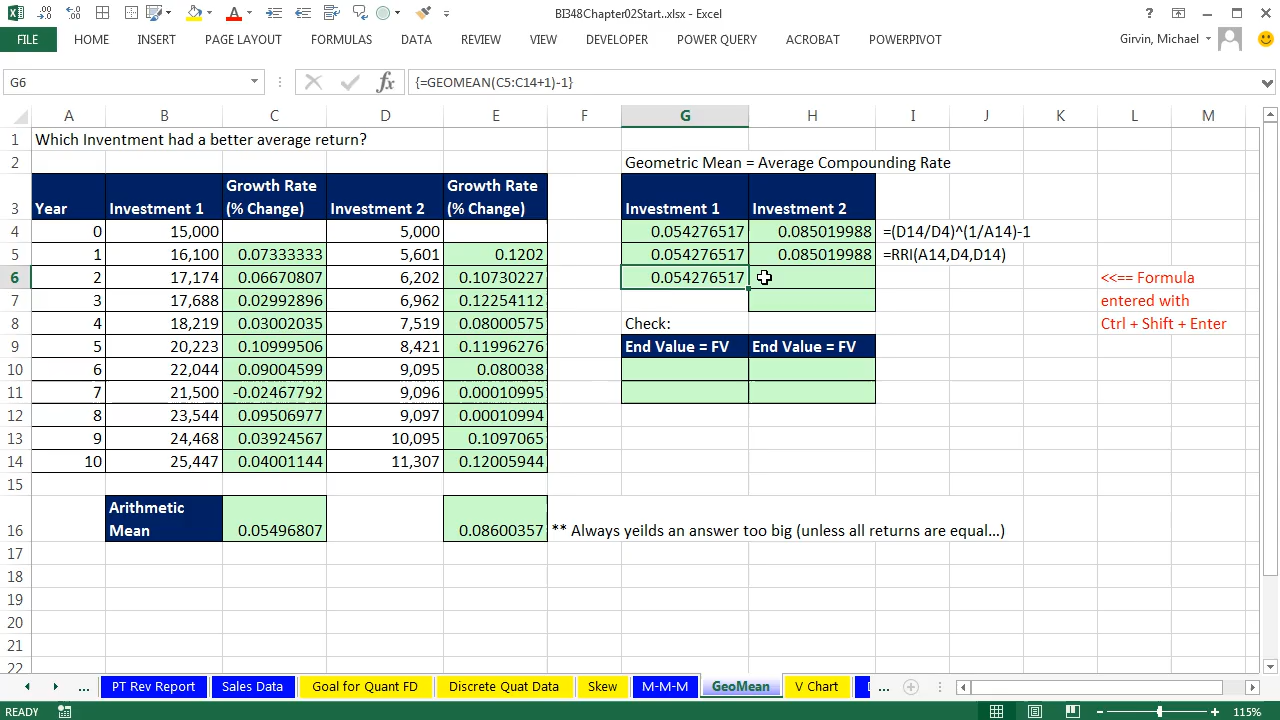 BI348Chapter02Start..xlsx - Excel
FILE HOME INSERT PAGE LAYOUT FORMULAS DATA REVIEW VIEW DEVELOPER POWER QUERY ACROBAT POWERPIVOT Girvin, Michael
G6 fx {=GEOMEAN(C5:C14+1)-1}
A B C D E F G H I J K L M
1 Which Inventment had a better average return?
2 Geometric Mean = Average Compounding Rate
3 Year Investment 1 Growth Rate (% Change) Investment 2 Growth Rate (% Change) Investment 1 Investment 2
4 0 15,000 5,000 0.054276517 0.085019988 =(D14/D4)^(1/A14)-1
5 1 16,100 0.07333333 5,601 0.1202 0.054276517 0.085019988 =RRI(A14,D4,D14)
6 2 17,174 0.06670807 6,202 0.10730227 0.054276517 <<== Formula
7 3 17,688 0.02992896 6,962 0.12254112 entered with
8 4 18,219 0.03002035 7,519 0.08000575 Check: Ctrl + Shift + Enter
9 5 20,223 0.10999506 8,421 0.11996276 End Value = FV End Value = FV
10 6 22,044 0.09004599 9,095 0.080038
11 7 21,500 -0.02467792 9,096 0.00010995
12 8 23,544 0.09506977 9,097 0.00010994
13 9 24,468 0.03924567 10,095 0.1097065
14 10 25,447 0.04001144 11,307 0.12005944
15
16 Arithmetic Mean 0.05496807 0.08600357 ** Always yeilds an answer too big (unless all returns are equal...)
17
18
19
20
21
22
... PT Rev Report Sales Data Goal for Quant FD Discrete Quat Data Skew M-M-M GeoMean V Chart ...
READY 115%